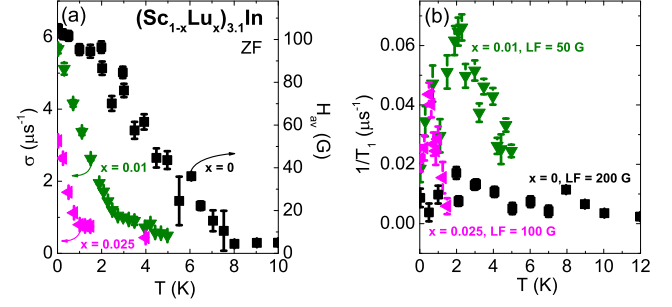 (a)
(Sc1-xLux)3.1In
ZF
σ (μs-1)
6
4
2
0
Hav (G)
100
80
60
40
20
0
x = 0.01
x = 0
x = 0.025
0 2 4 6 8 10
T (K)
(b)
1/T1 (μs-1)
0.06
0.04
0.02
0.00
x = 0.01, LF = 50 G
x = 0, LF = 200 G
x = 0.025, LF = 100 G
0 2 4 6 8 10 12
T (K)